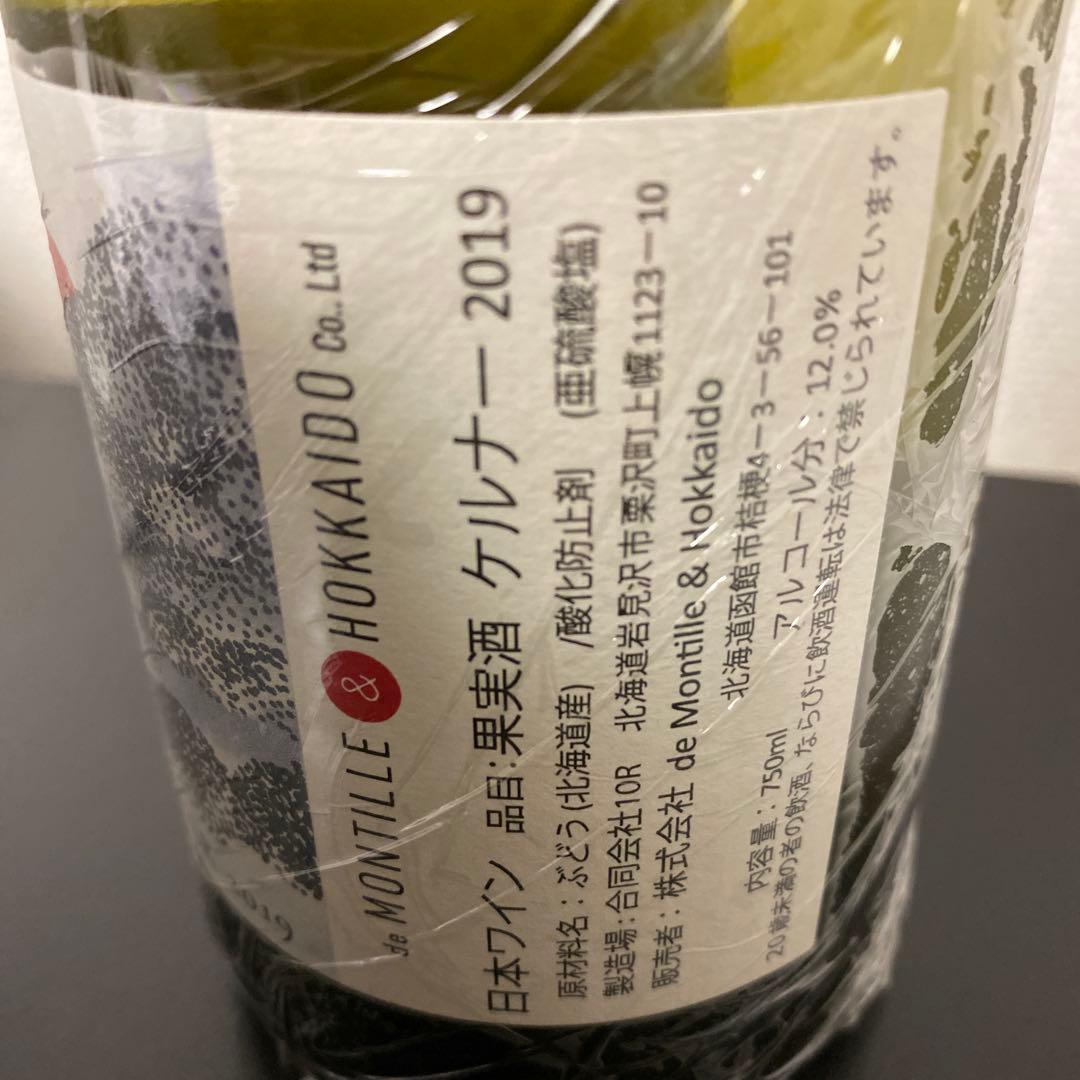 de MONTILLE & HOKKAIDO Co.,Ltd
日本ワイン 品目:果実酒 ケルナー 2019
原材料名：ぶどう(北海道産) /酸化防止剤 (亜硫酸塩)
製造場：合同会社10R 北海道岩見沢市栗沢町上幌1123ー10
販売者：株式会社 de Montille & Hokkaido
北海道函館市桔梗4ー3ー56ー101
内容量：750ml アルコール分：12.0%
20歳未満の者の飲酒、ならびに飲酒運転は法律で禁じられています。